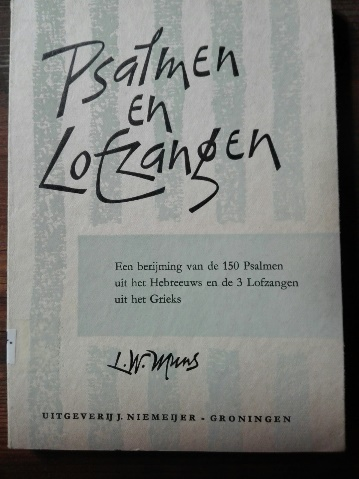 Psalmen
en
Lofzangen
Een berijming van de 150 Psalmen
uit het Hebreeuws en de 3 Lofzangen
uit het Grieks
L.W. Muns
UITGEVERIJ J. NIEMEIJER - GRONINGEN